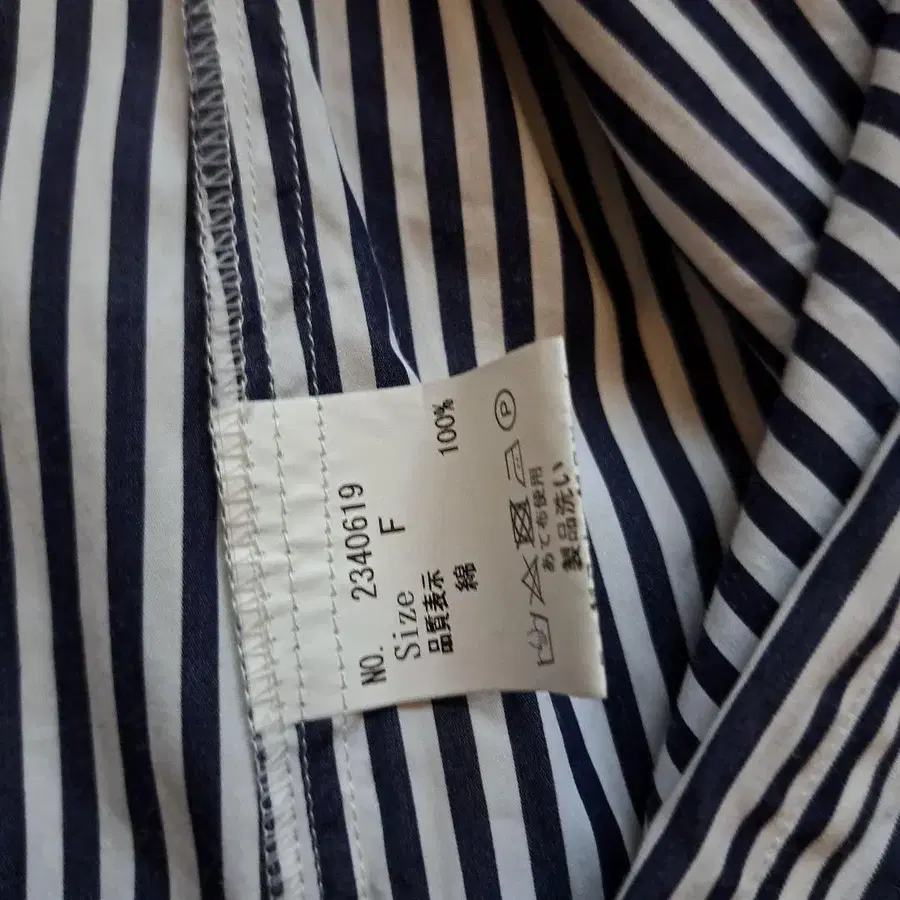 NO. 2340619
Size F
品質表示
綿 100%
P
あて布使用
製品洗い